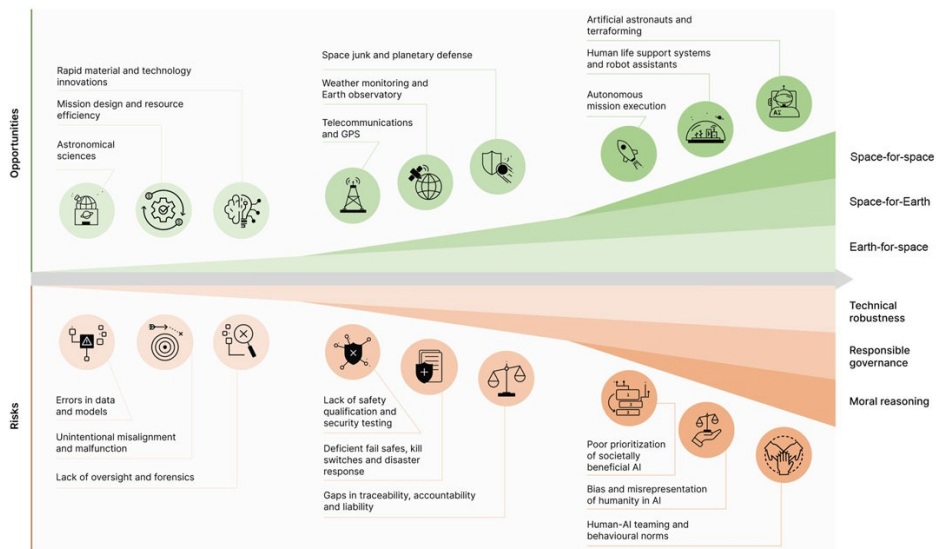 Opportunities
Rapid material and technology
innovations
Mission design and resource
efficiency
Astronomical
sciences
Space junk and planetary defense
Weather monitoring and
Earth observatory
Telecommunications
and GPS
Artificial astronauts and
terraforming
Human life support systems
and robot assistants
Autonomous
mission execution
AI
Space-for-space
Space-for-Earth
Earth-for-space
Risks
Errors in data
and models
Unintentional misalignment
and malfunction
Lack of oversight and forensics
Lack of safety
qualification and
security testing
Deficient fail safes, kill
switches and disaster
response
Gaps in traceability, accountability
and liability
1
2
3
Poor prioritization
of societally
beneficial AI
Bias and misrepresentation
of humanity in AI
Human-AI teaming and
behavioural norms
Technical
robustness
Responsible
governance
Moral reasoning